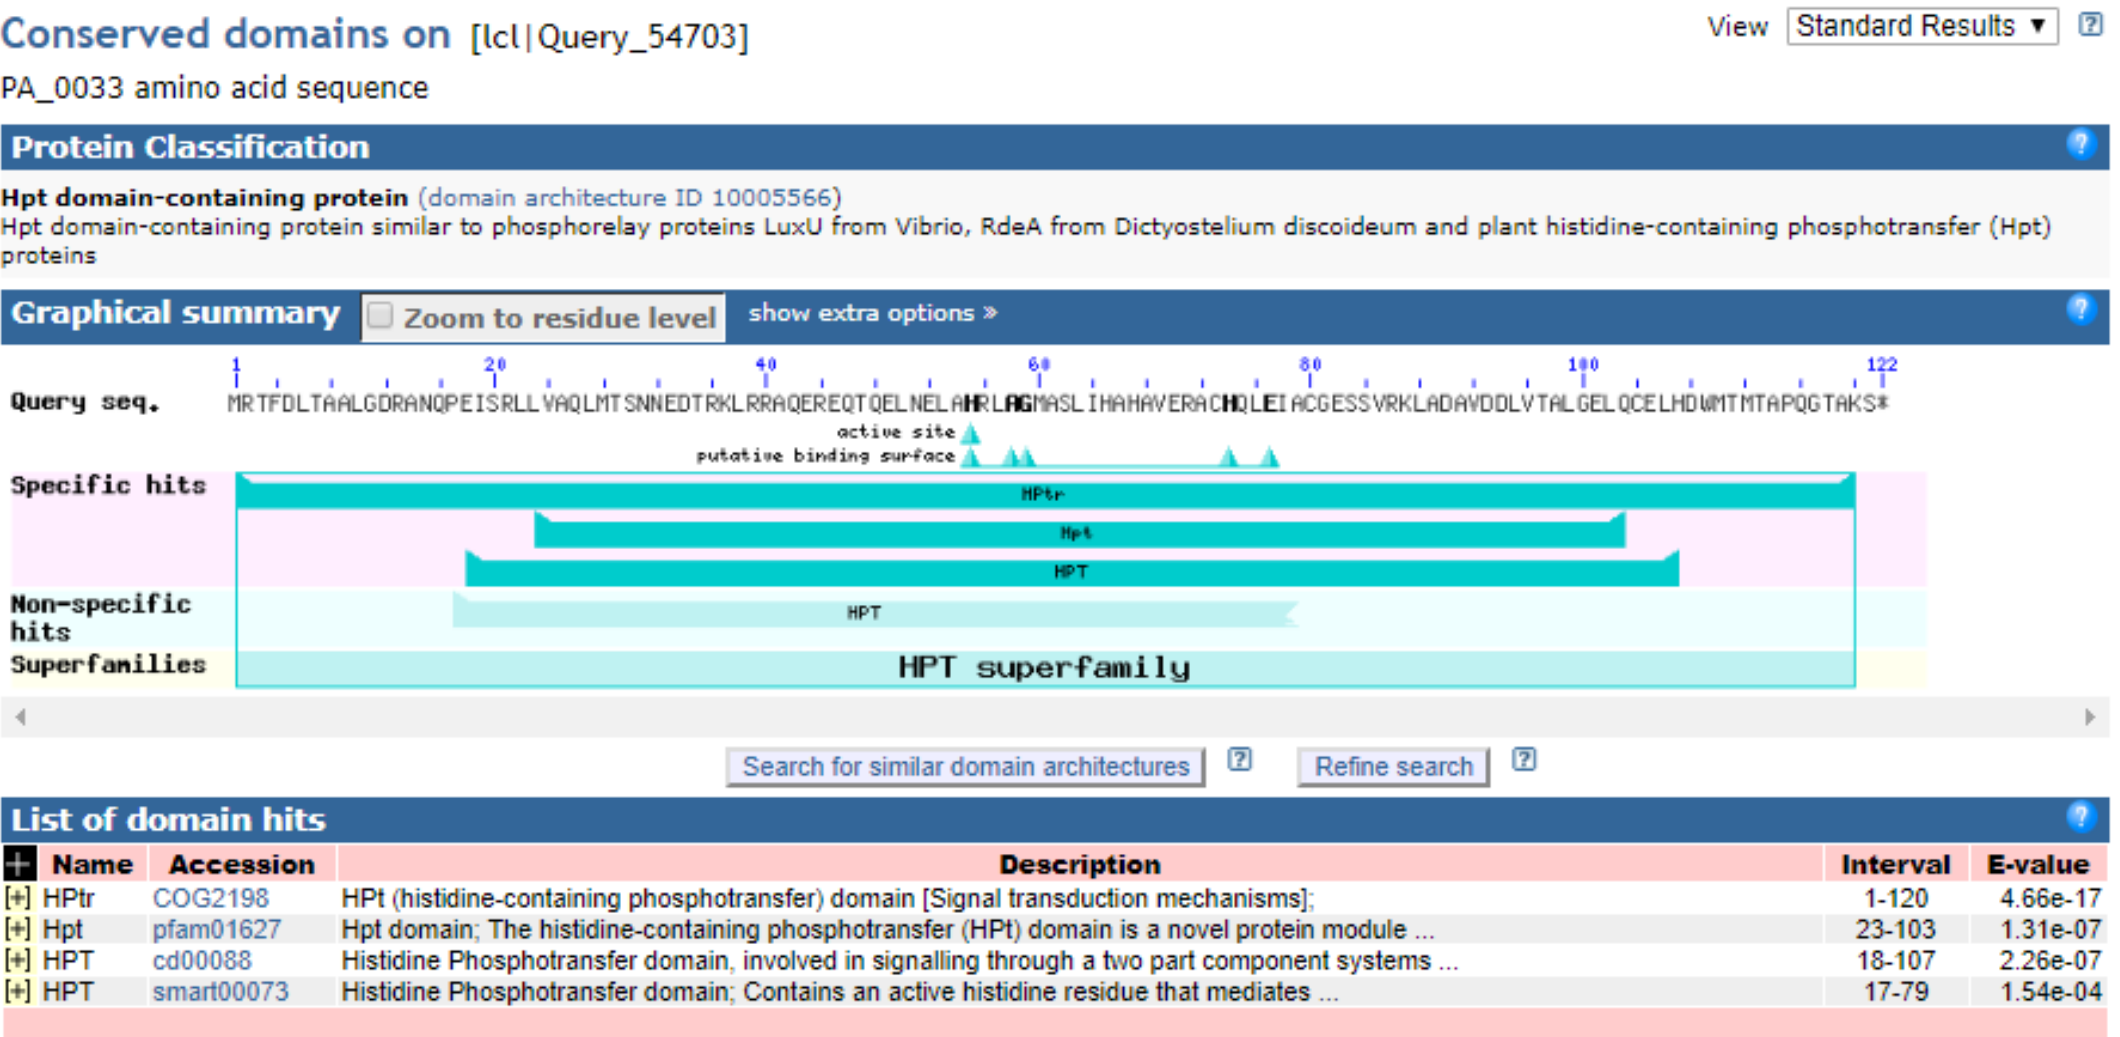 Conserved domains on [lcl|Query_54703]
View Standard Results ▼ ?
PA_0033 amino acid sequence
Protein Classification ?
Hpt domain-containing protein (domain architecture ID 10005566)
Hpt domain-containing protein similar to phosphorelay proteins LuxU from Vibrio, RdeA from Dictyostelium discoideum and plant histidine-containing phosphotransfer (Hpt)
proteins
Graphical summary Zoom to residue level show extra options » ?
1 20 40 60 80 100 122
Query seq. MRTFDLTAALGDRANQPEISRLLVAQLMTSNNEDTRKLRRAQEREQTQELNELAHRLAGMASLIHAHAVERACHQLEIACGESSVRKLADAVDDLVTALGELQCELHDWMTMTAPQGTAKS*
active site
putative binding surface
Specific hits
HPtr
Hpt
HPT
Non-specific
hits
HPT
Superfamilies HPT superfamily
Search for similar domain architectures ? Refine search ?
List of domain hits ?
+ Name Accession Description Interval E-value
[+] HPtr COG2198 HPt (histidine-containing phosphotransfer) domain [Signal transduction mechanisms]; 1-120 4.66e-17
[+] Hpt pfam01627 Hpt domain; The histidine-containing phosphotransfer (HPt) domain is a novel protein module ... 23-103 1.31e-07
[+] HPT cd00088 Histidine Phosphotransfer domain, involved in signalling through a two part component systems ... 18-107 2.26e-07
[+] HPT smart00073 Histidine Phosphotransfer domain; Contains an active histidine residue that mediates ... 17-79 1.54e-04